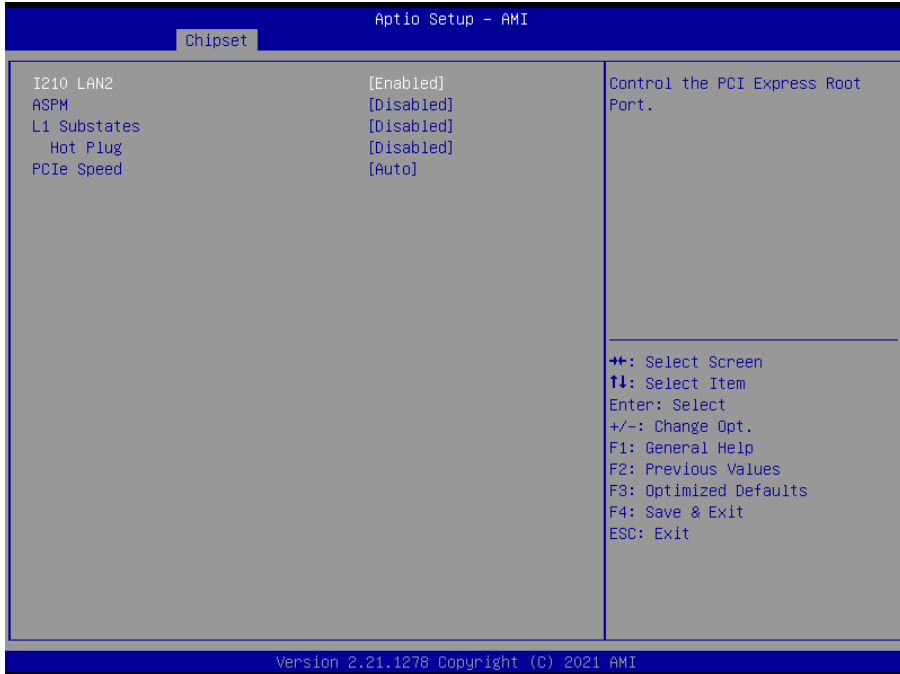 Aptio Setup – AMI
Chipset
I210 LAN2 [Enabled]
ASPM [Disabled]
L1 Substates [Disabled]
Hot Plug [Disabled]
PCIe Speed [Auto]
Control the PCI Express Root
Port.
→←: Select Screen
↑↓: Select Item
Enter: Select
+/-: Change Opt.
F1: General Help
F2: Previous Values
F3: Optimized Defaults
F4: Save & Exit
ESC: Exit
Version 2.21.1278 Copyright (C) 2021 AMI